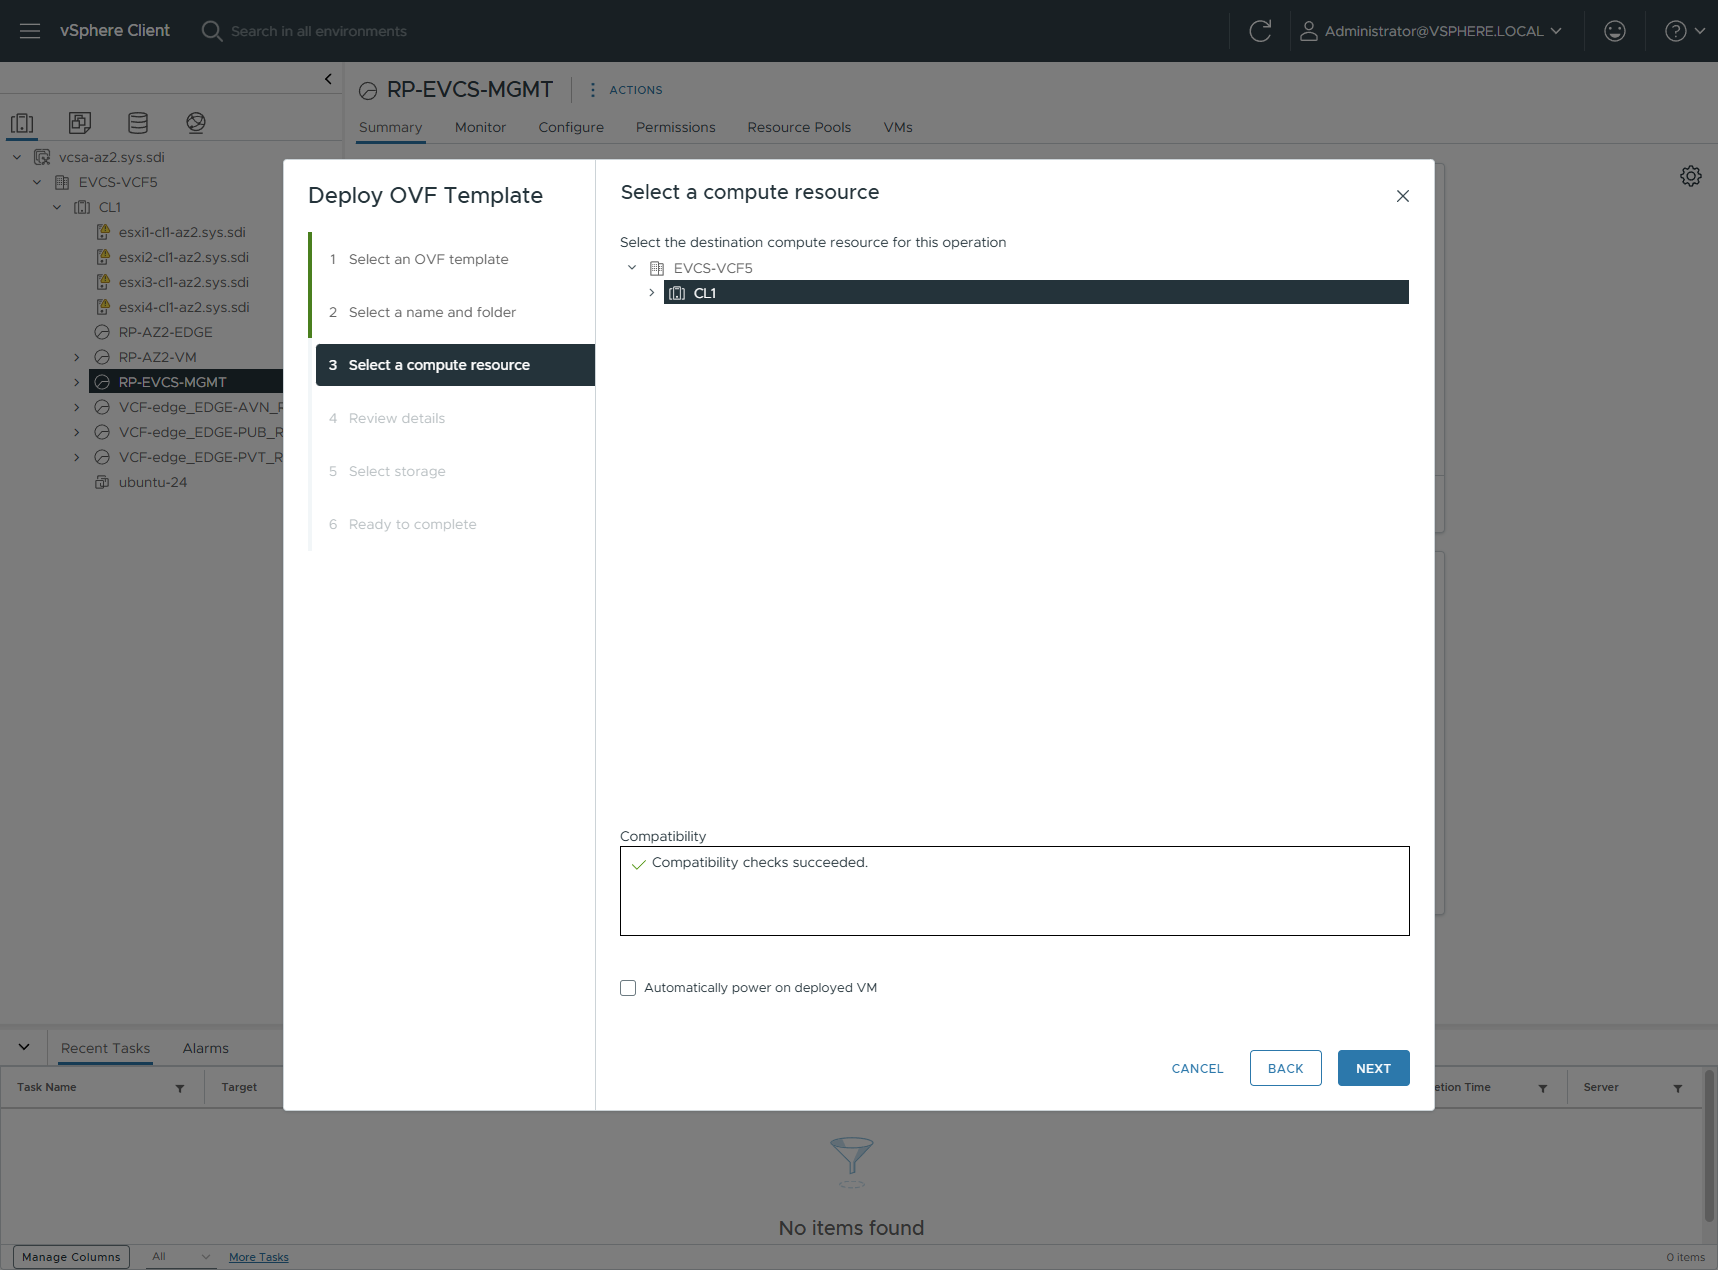 vSphere Client
Search in all environments
Administrator@VSPHERE.LOCAL
RP-EVCS-MGMT
ACTIONS
Summary Monitor Configure Permissions Resource Pools VMs
vcsa-az2.sys.sdi
EVCS-VCF5
CL1
esxi1-cl1-az2.sys.sdi
esxi2-cl1-az2.sys.sdi
esxi3-cl1-az2.sys.sdi
esxi4-cl1-az2.sys.sdi
RP-AZ2-EDGE
RP-AZ2-VM
RP-EVCS-MGMT
VCF-edge_EDGE-AVN_R
VCF-edge_EDGE-PUB_R
VCF-edge_EDGE-PVT_R
ubuntu-24
Deploy OVF Template
1 Select an OVF template
2 Select a name and folder
3 Select a compute resource
4 Review details
5 Select storage
6 Ready to complete
Select a compute resource
Select the destination compute resource for this operation
EVCS-VCF5
CL1
Compatibility
Compatibility checks succeeded.
Automatically power on deployed VM
CANCEL BACK NEXT
Recent Tasks Alarms
Task Name Target etion Time Server
No items found
Manage Columns All More Tasks 0 items